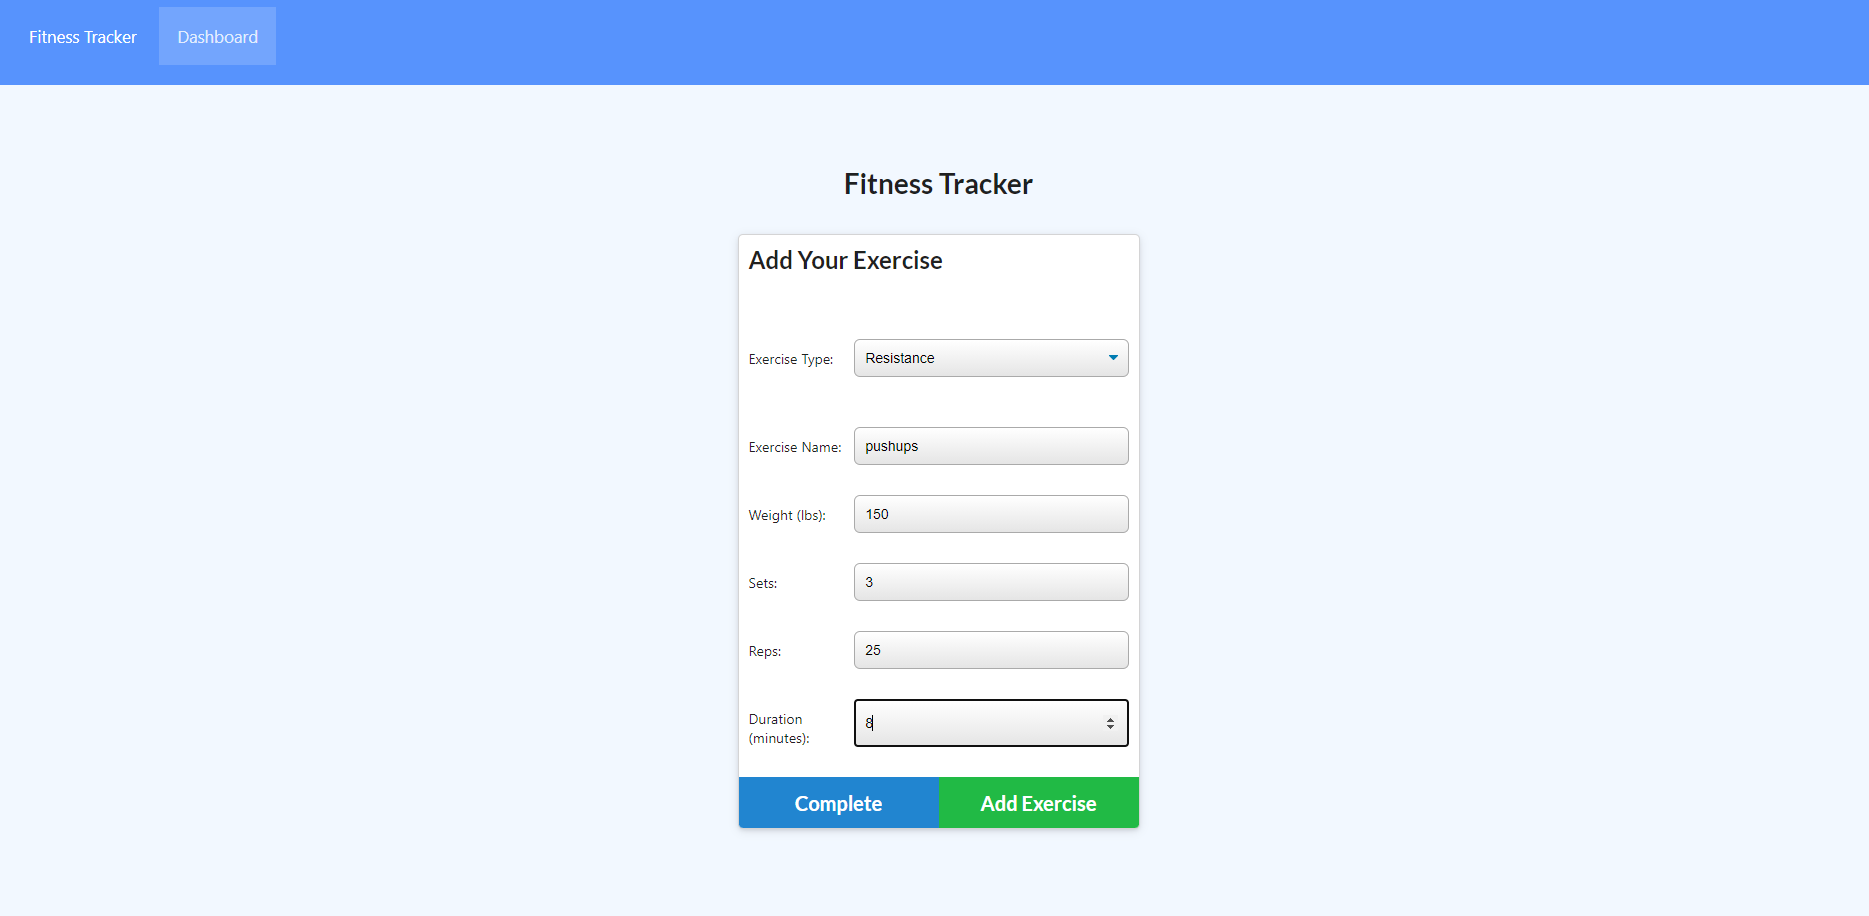 Fitness Tracker Dashboard
Fitness Tracker
Add Your Exercise
Exercise Type: Resistance
Exercise Name: pushups
Weight (lbs): 150
Sets: 3
Reps: 25
Duration
(minutes): 8
Complete Add Exercise